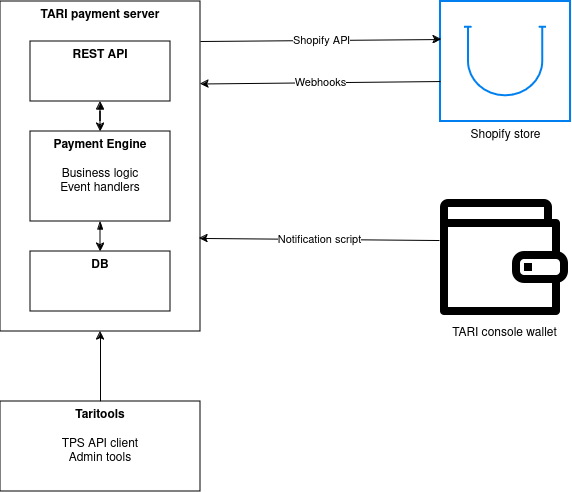 TARI payment server
REST API
Payment Engine
Business logic
Event handlers
DB
Shopify API
Webhooks
Shopify store
Notification script
TARI console wallet
Taritools
TPS API client
Admin tools